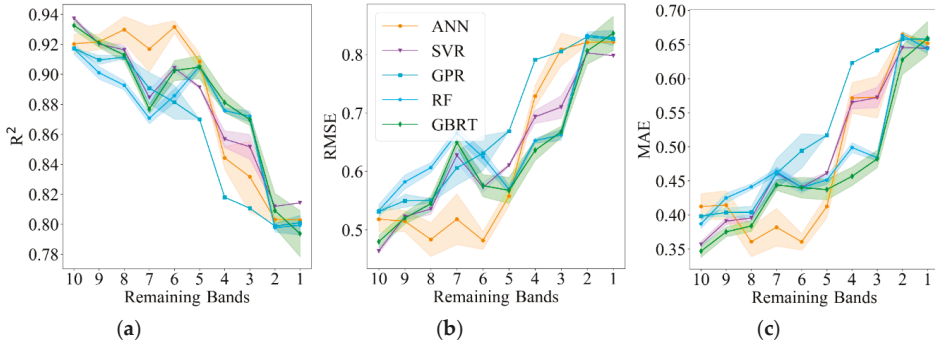 0.94
0.92
0.90
0.88
0.86
0.84
0.82
0.80
0.78
R²
10 9 8 7 6 5 4 3 2 1
Remaining Bands
(a)
0.8
0.7
0.6
0.5
RMSE
ANN
SVR
GPR
RF
GBRT
10 9 8 7 6 5 4 3 2 1
Remaining Bands
(b)
0.70
0.65
0.60
0.55
0.50
0.45
0.40
0.35
MAE
10 9 8 7 6 5 4 3 2 1
Remaining Bands
(c)